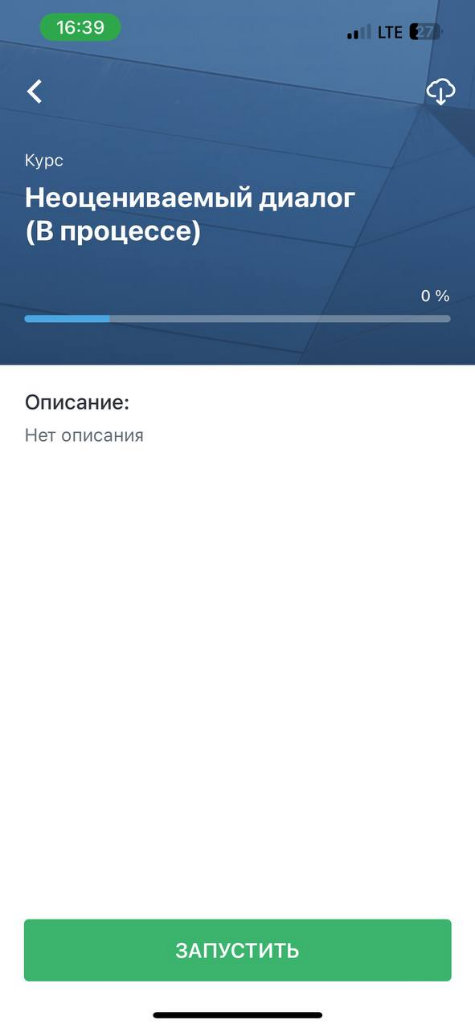 16:39
LTE 27
Курс
Неоцениваемый диалог
(В процессе)
0 %
Описание:
Нет описания
ЗАПУСТИТЬ